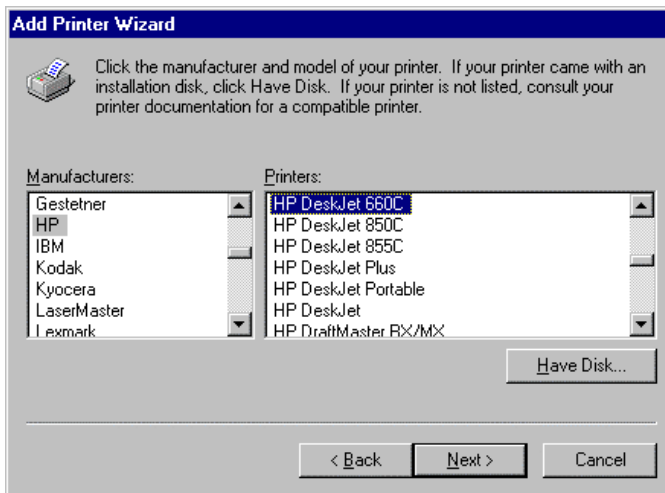 Add Printer Wizard
Click the manufacturer and model of your printer. If your printer came with an
installation disk, click Have Disk. If your printer is not listed, consult your
printer documentation for a compatible printer.
Manufacturers:
Gestetner
HP
IBM
Kodak
Kyocera
LaserMaster
Lexmark
Printers:
HP DeskJet 660C
HP DeskJet 850C
HP DeskJet 855C
HP DeskJet Plus
HP DeskJet Portable
HP DeskJet
HP DraftMaster RX/MX
Have Disk...
< Back
Next >
Cancel